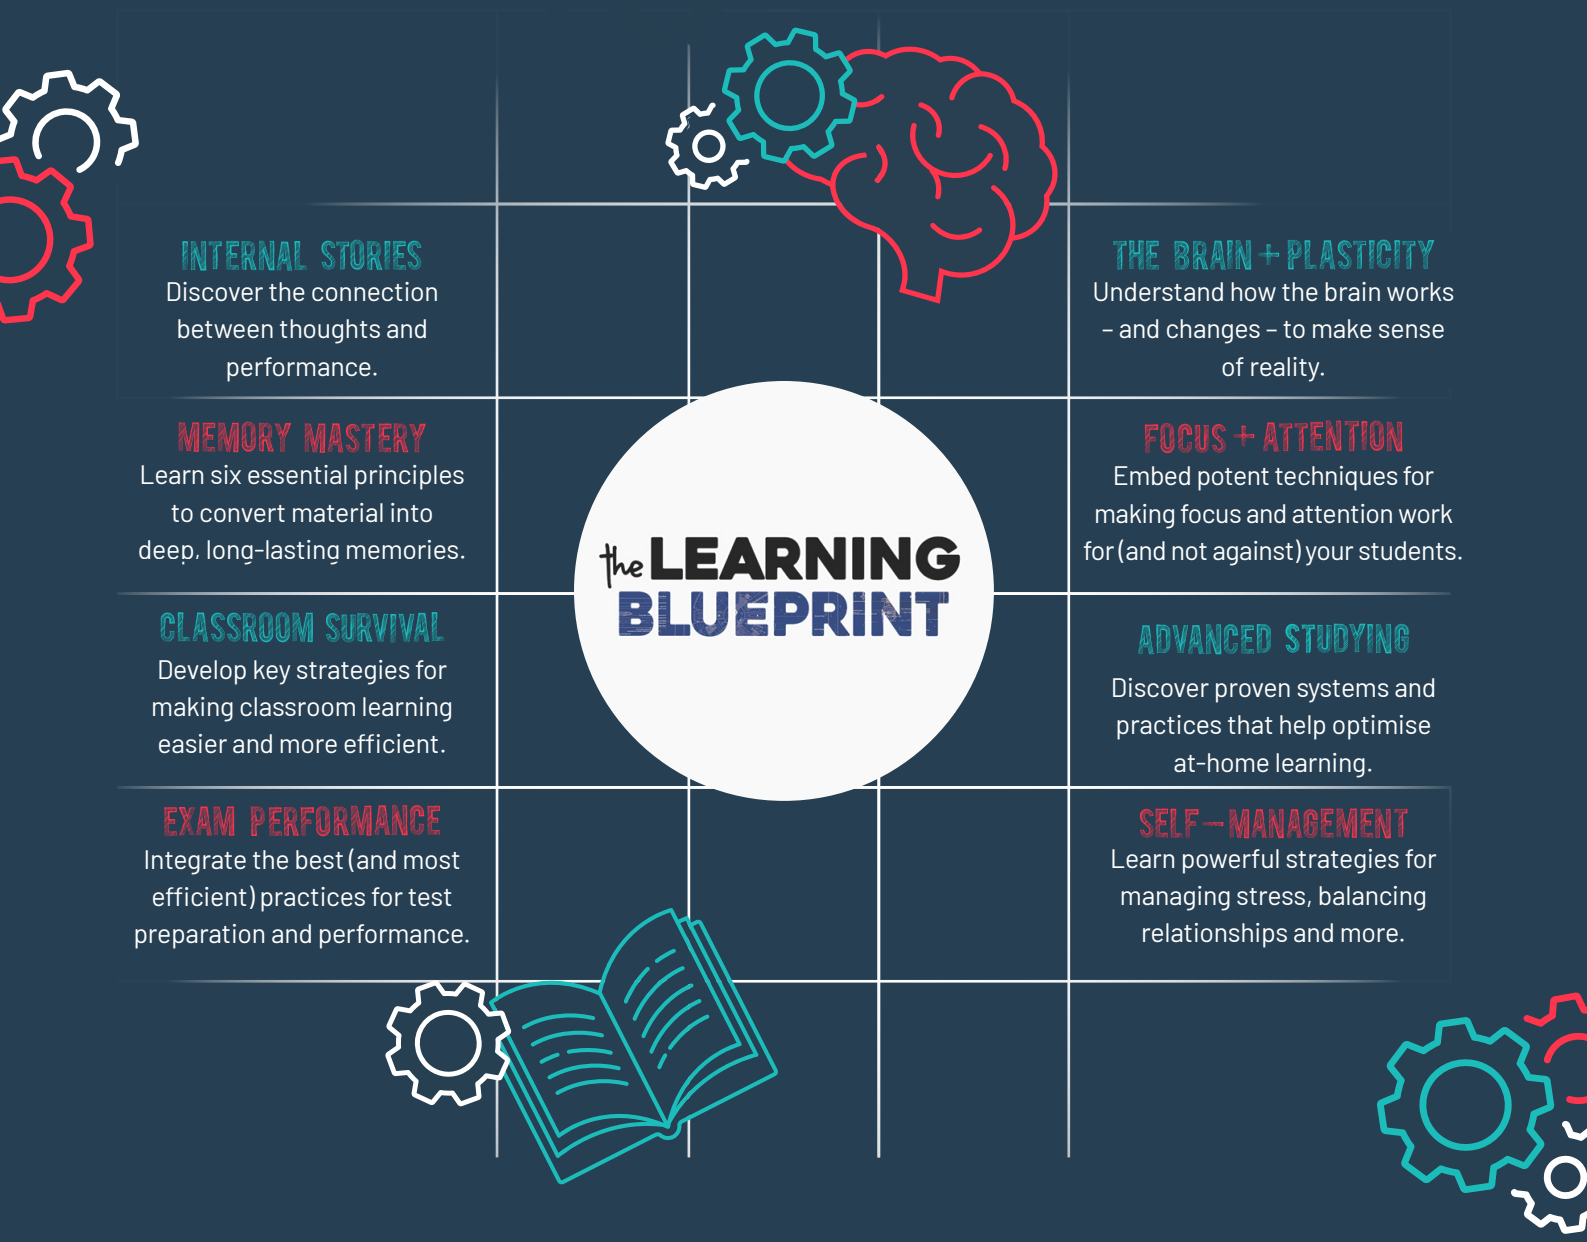 INTERNAL STORIES
Discover the connection
between thoughts and
performance.
MEMORY MASTERY
Learn six essential principles
to convert material into
deep, long-lasting memories.
CLASSROOM SURVIVAL
Develop key strategies for
making classroom learning
easier and more efficient.
EXAM PERFORMANCE
Integrate the best (and most
efficient) practices for test
preparation and performance.
the LEARNING
BLUEPRINT
THE BRAIN + PLASTICITY
Understand how the brain works
– and changes – to make sense
of reality.
FOCUS + ATTENTION
Embed potent techniques for
making focus and attention work
for (and not against) your students.
ADVANCED STUDYING
Discover proven systems and
practices that help optimise
at-home learning.
SELF-MANAGEMENT
Learn powerful strategies for
managing stress, balancing
relationships and more.